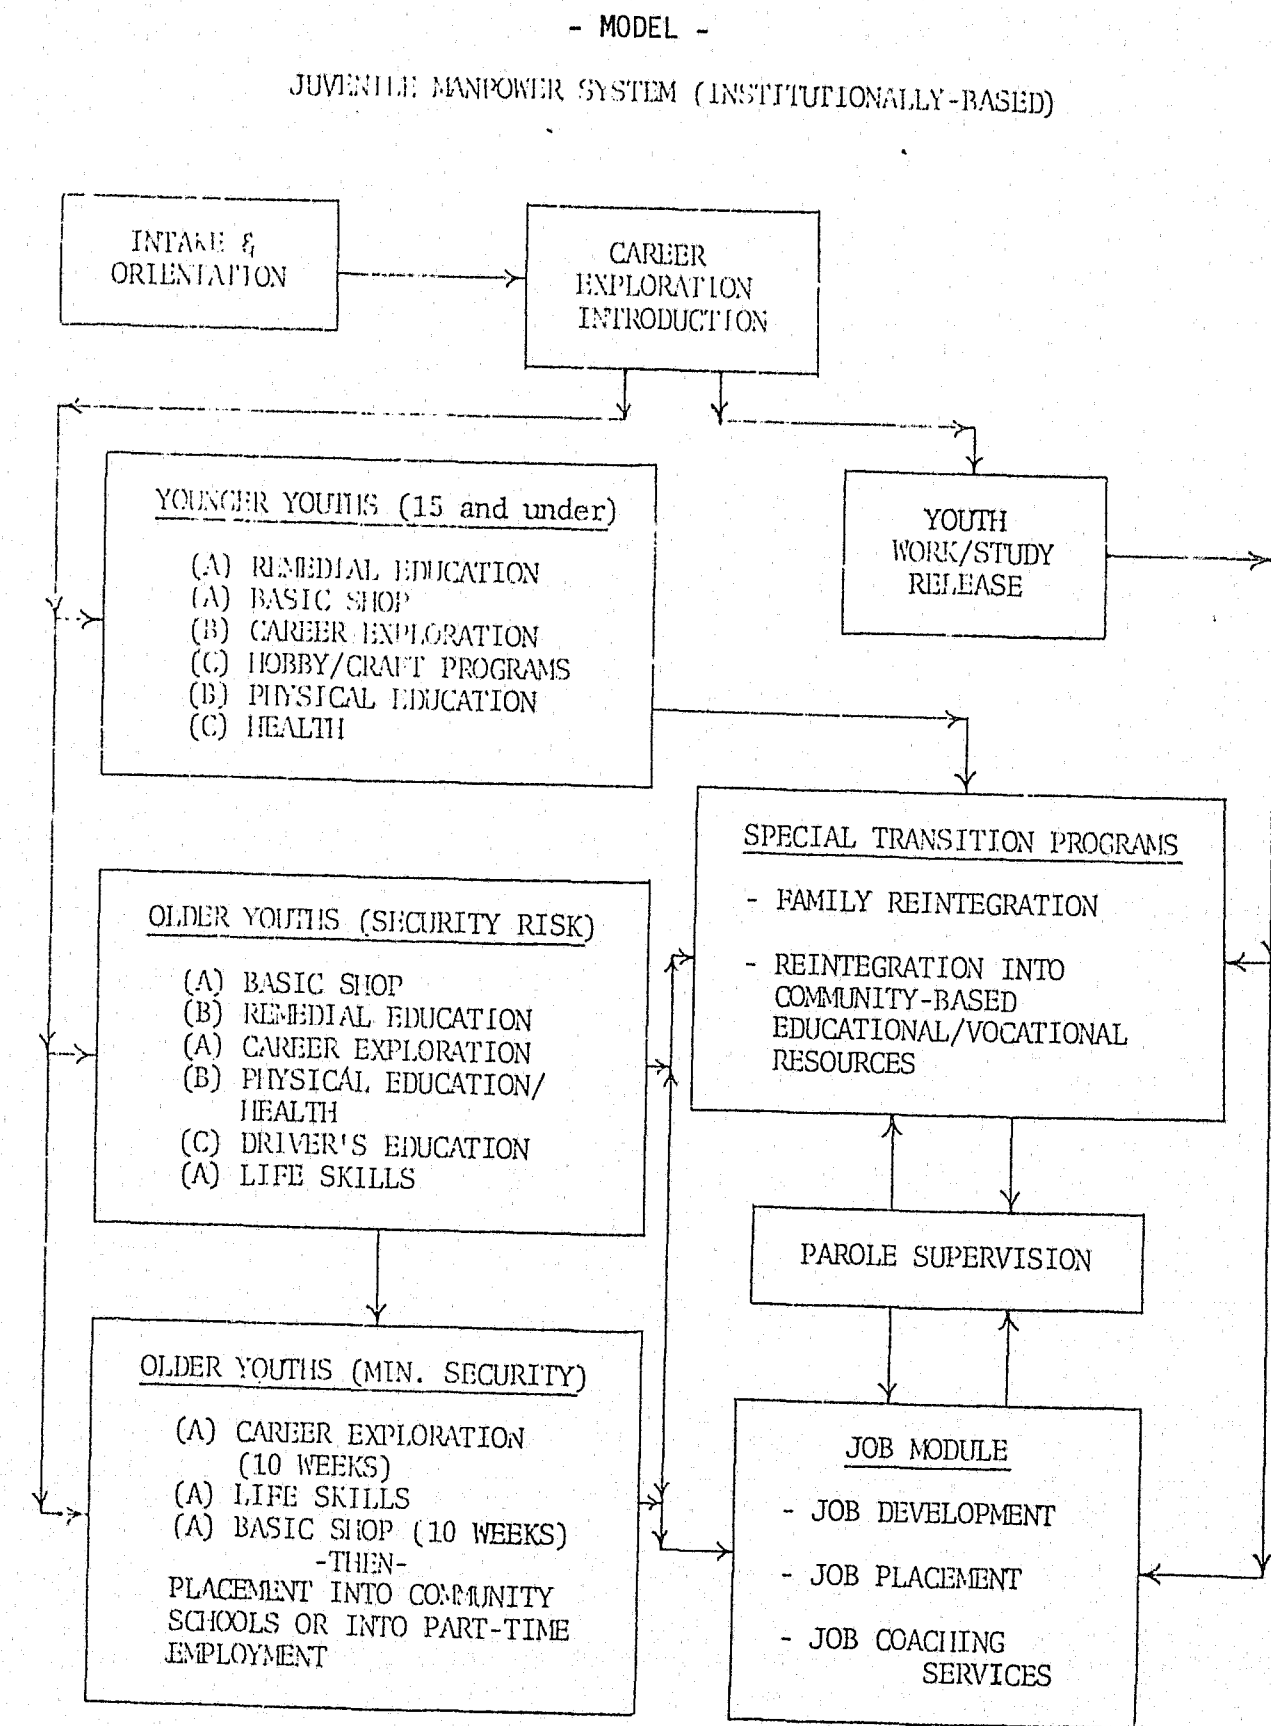 - MODEL -
JUVENILE MANPOWER SYSTEM (INSTITUTIONALLY-BASED)
INTAKE &
ORIENTATION
CAREER
EXPLORATION
INTRODUCTION
YOUNGER YOUTHS (15 and under)
(A) REMEDIAL EDUCATION
(A) BASIC SHOP
(B) CAREER EXPLORATION
(C) HOBBY/CRAFT PROGRAMS
(B) PHYSICAL EDUCATION
(C) HEALTH
YOUTH
WORK/STUDY
RELEASE
SPECIAL TRANSITION PROGRAMS
- FAMILY REINTEGRATION
- REINTEGRATION INTO
COMMUNITY-BASED
EDUCATIONAL/VOCATIONAL
RESOURCES
OLDER YOUTHS (SECURITY RISK)
(A) BASIC SHOP
(B) REMEDIAL EDUCATION
(A) CAREER EXPLORATION
(B) PHYSICAL EDUCATION/
HEALTH
(C) DRIVER'S EDUCATION
(A) LIFE SKILLS
PAROLE SUPERVISION
OLDER YOUTHS (MIN. SECURITY)
(A) CAREER EXPLORATION
(10 WEEKS)
(A) LIFE SKILLS
(A) BASIC SHOP (10 WEEKS)
-THEN-
PLACEMENT INTO COMMUNITY
SCHOOLS OR INTO PART-TIME
EMPLOYMENT
JOB MODULE
- JOB DEVELOPMENT
- JOB PLACEMENT
- JOB COACHING
SERVICES